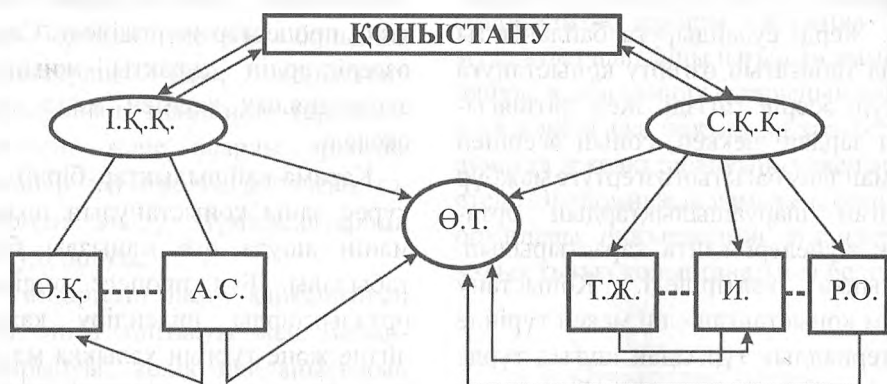 ҚОНЫСТАНУ
І.Қ.Қ.
С.Қ.Қ.
Ө.Т.
Ө.Қ.
А.С.
Т.Ж.
И.
Р.О.